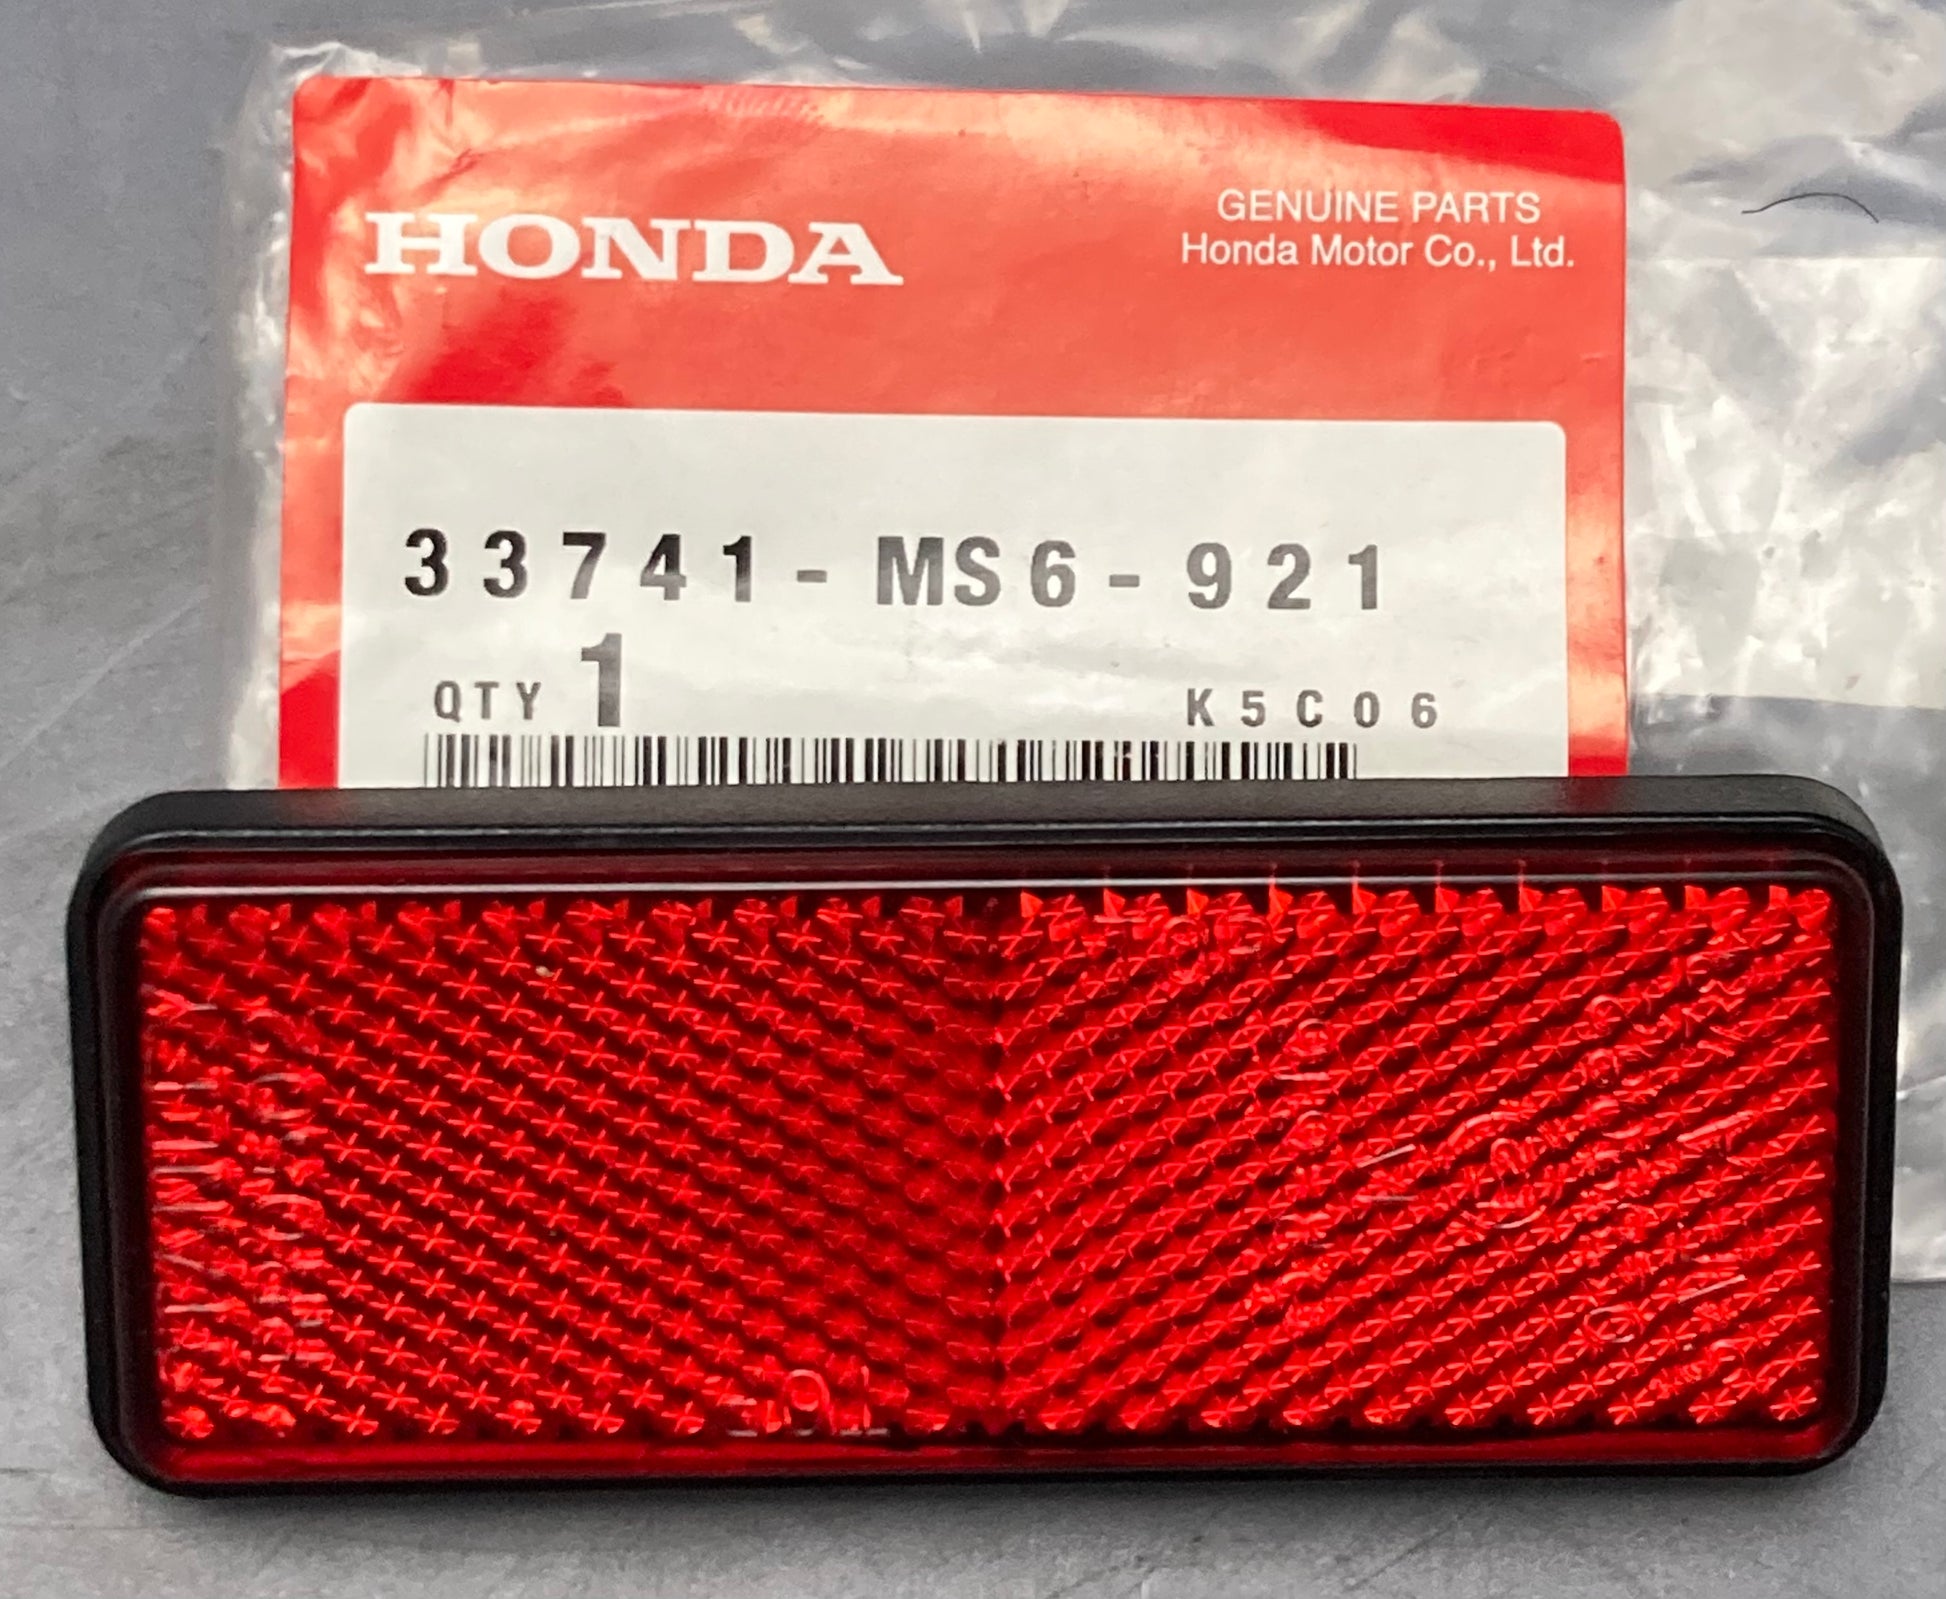 HONDA
GENUINE PARTS
Honda Motor Co., Ltd.
33741-MS6-921
QTY 1
K5C06